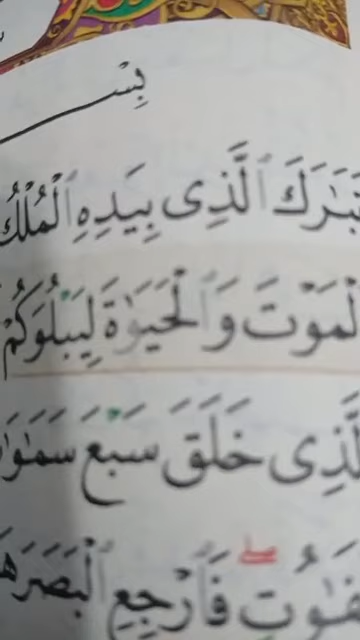 بِسْ
تَبَٰرَكَ ٱلَّذِى بِيَدِهِ ٱلْمُلْكُ
ٱلْمَوْتَ وَٱلْحَيَوٰةَ لِيَبْلُوَكُمْ
ٱلَّذِى خَلَقَ سَبْعَ سَمَٰوَٰ
فَٰوُتٍ ۖ فَٱرْجِعِ ٱلْبَصَرَ هَ